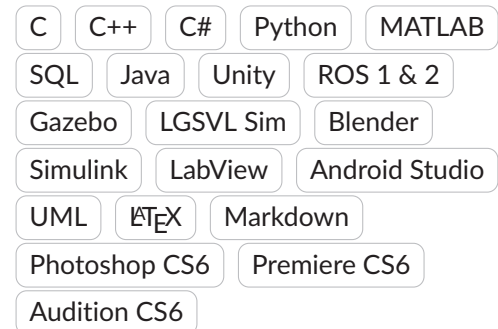 C C++ C# Python MATLAB
SQL Java Unity ROS 1 & 2
Gazebo LGSVL Sim Blender
Simulink LabView Android Studio
UML LATEX Markdown
Photoshop CS6 Premiere CS6
Audition CS6